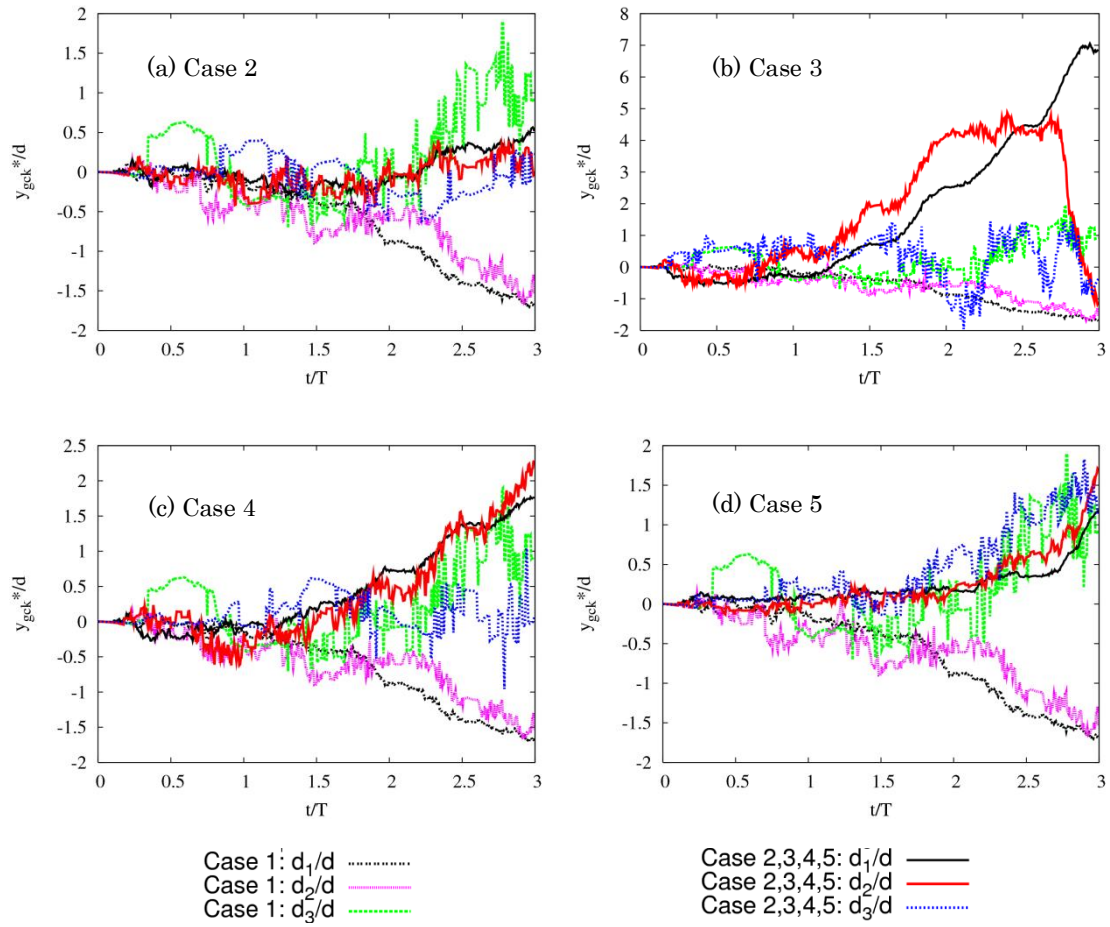 (a) Case 2
2
1.5
1
0.5
0
-0.5
-1
-1.5
-2
y_gck*/d
0 0.5 1 1.5 2 2.5 3
t/T
(b) Case 3
8
7
6
5
4
3
2
1
0
-1
-2
y_gck*/d
0 0.5 1 1.5 2 2.5 3
t/T
(c) Case 4
2.5
2
1.5
1
0.5
0
-0.5
-1
-1.5
-2
y_gck*/d
0 0.5 1 1.5 2 2.5 3
t/T
(d) Case 5
2
1.5
1
0.5
0
-0.5
-1
-1.5
-2
y_gck*/d
0 0.5 1 1.5 2 2.5 3
t/T
Case 1: d₁/d
Case 1: d₂/d
Case 1: d₃/d
Case 2,3,4,5: d₁/d
Case 2,3,4,5: d₂/d
Case 2,3,4,5: d₃/d